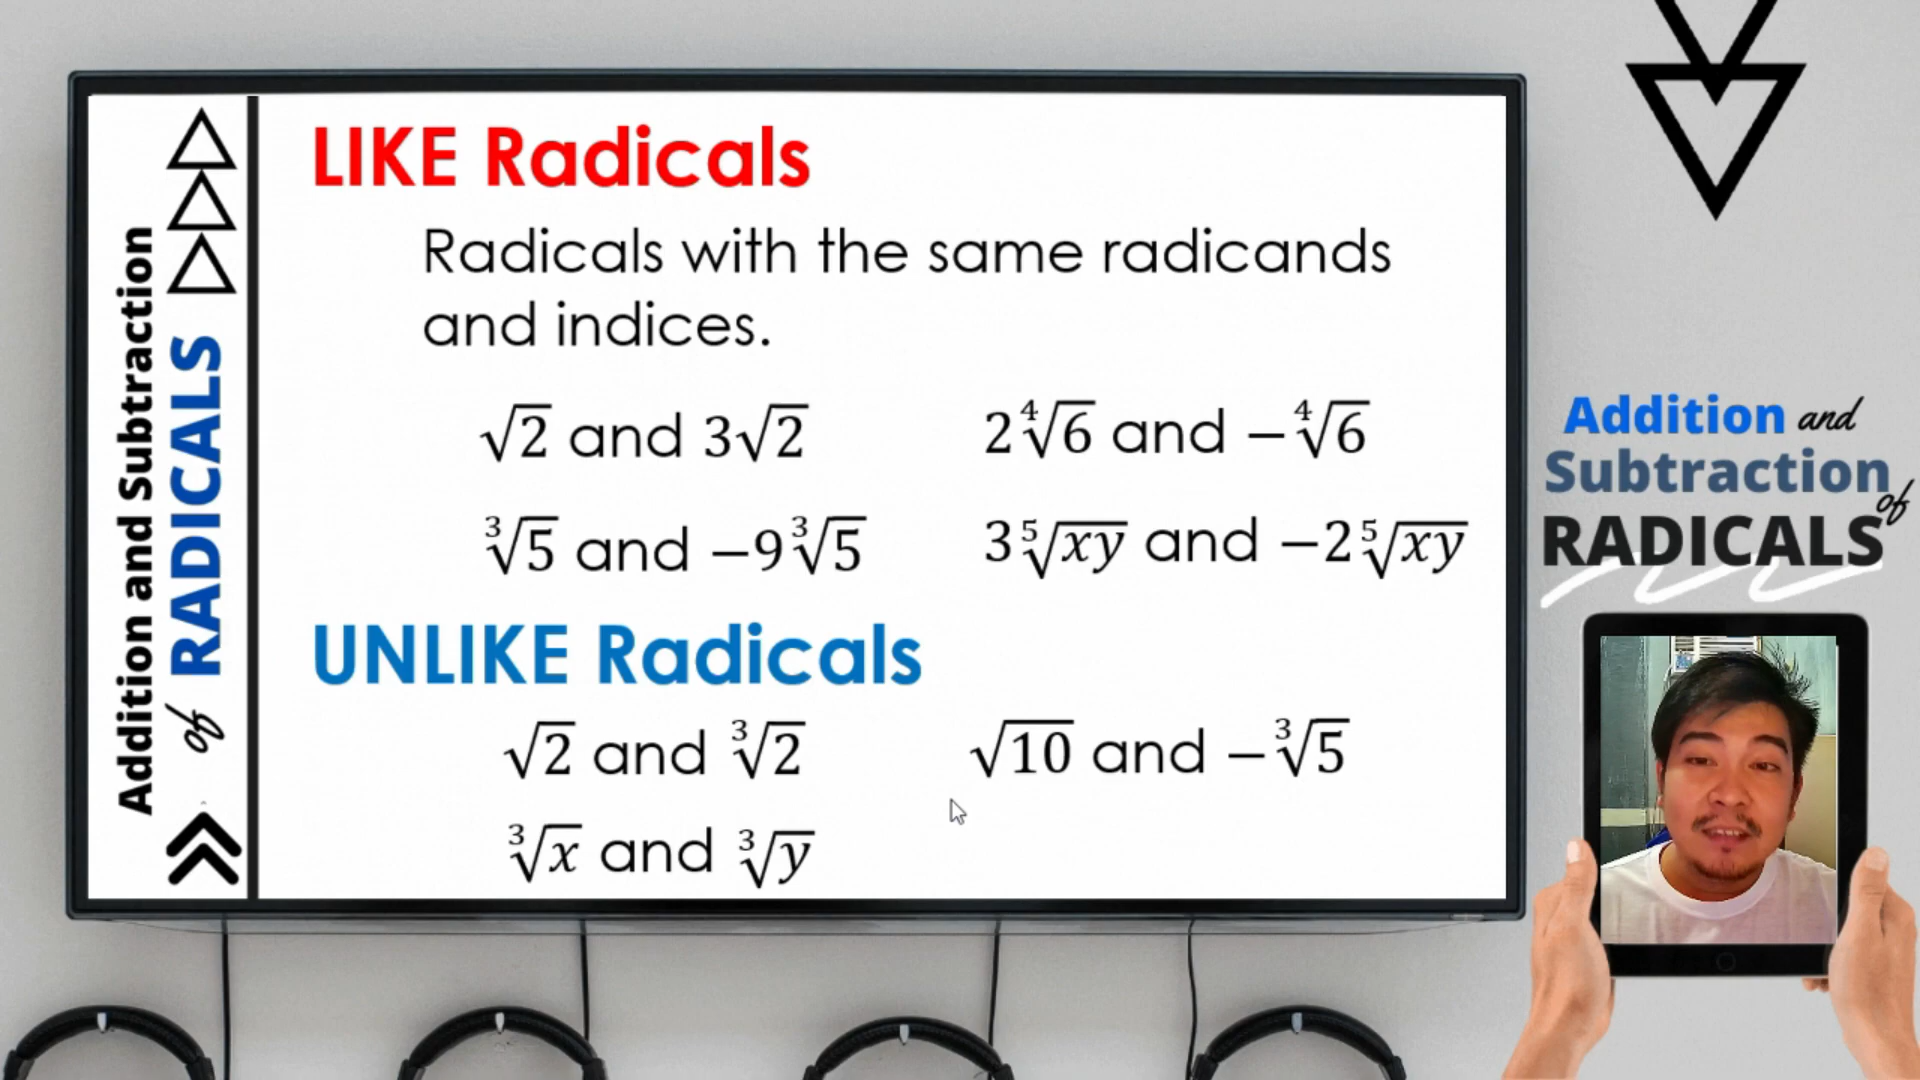 Addition and Subtraction
of RADICALS
LIKE Radicals
Radicals with the same radicands
and indices.
√2 and 3√2
2∜6 and −∜6
∛5 and −9∛5
3⁵√xy and −2⁵√xy
UNLIKE Radicals
√2 and ∛2
√10 and −∛5
∛x and ∛y
Addition and
Subtraction
of
RADICALS